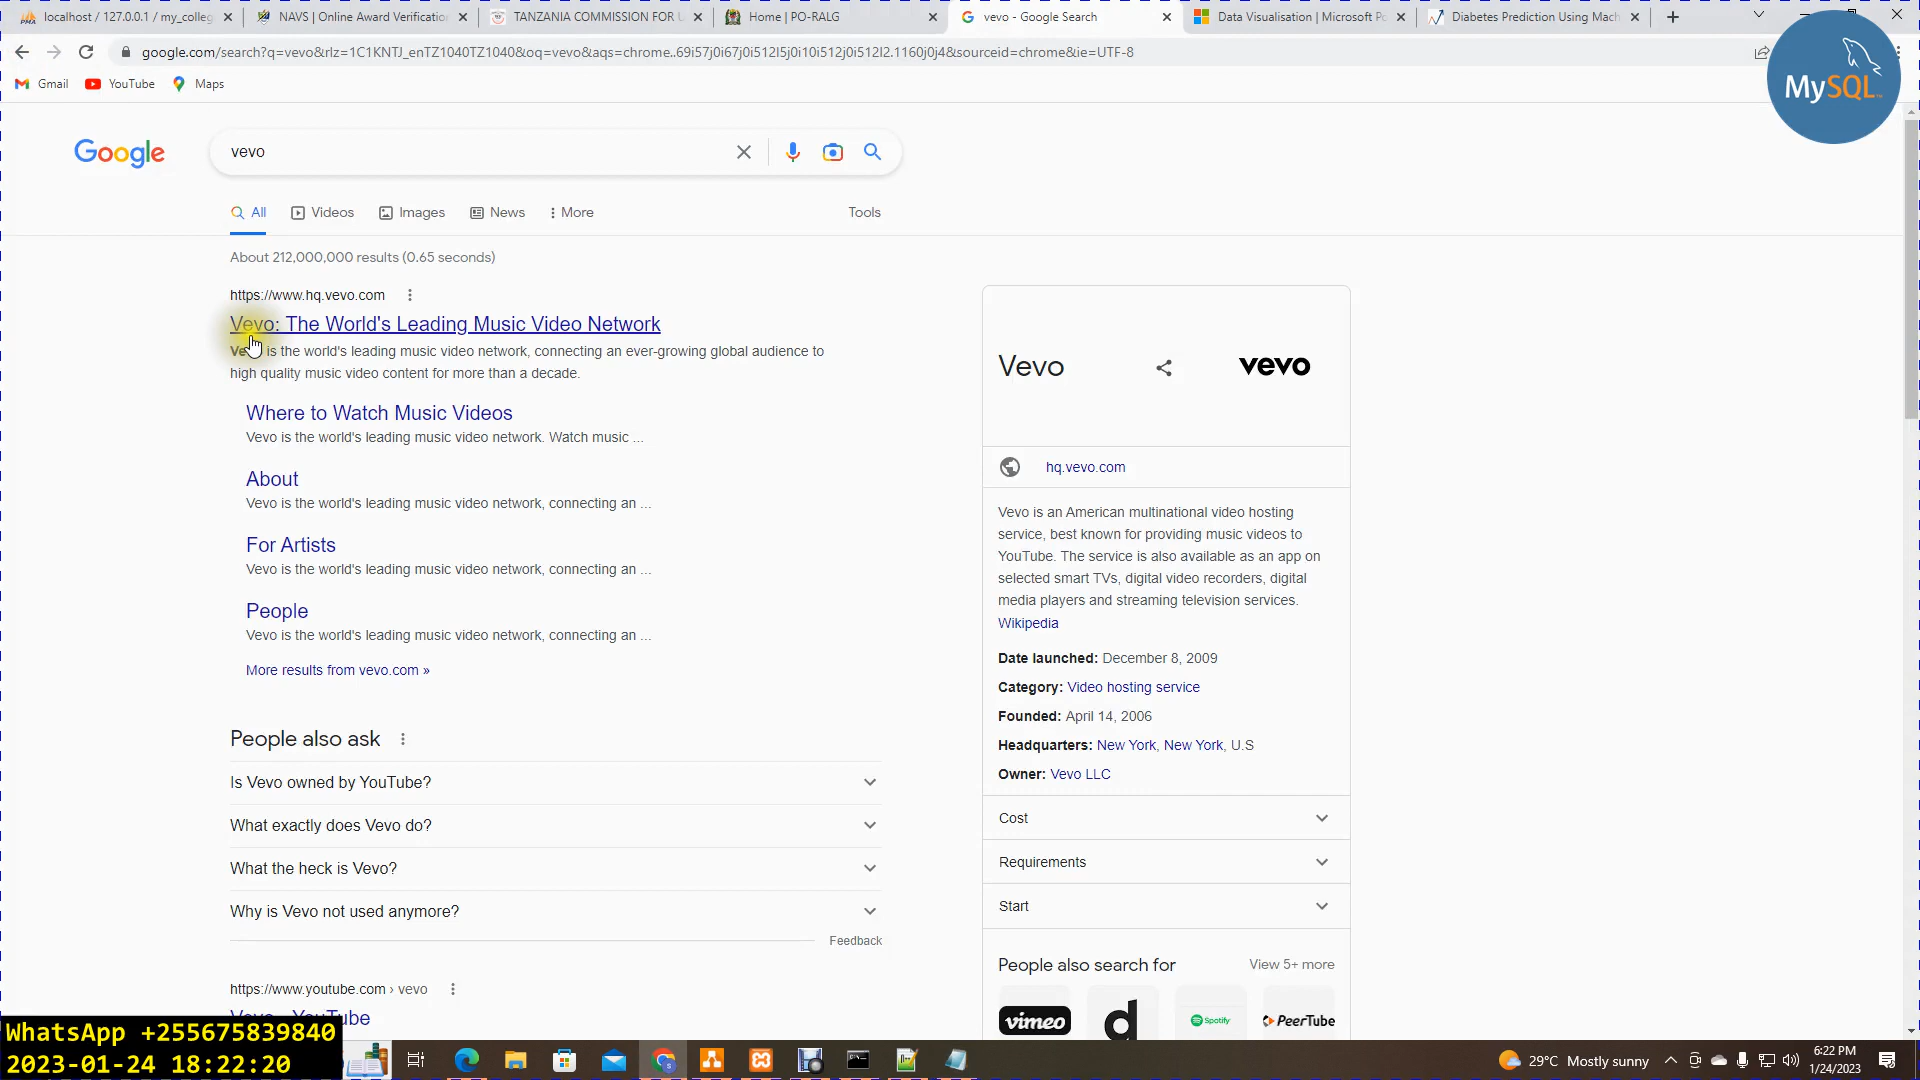 localhost / 127.0.0.1 / my_colleg
NAVS | Online Award Verificatio
TANZANIA COMMISSION FOR U
Home | PO-RALG
vevo - Google Search
Data Visualisation | Microsoft Po
Diabetes Prediction Using Mach
google.com/search?q=vevo&rlz=1C1KNTJ_enTZ1040TZ1040&oq=vevo&aqs=chrome..69i57j0i67j0i512l5j0i10i512j0i512l2.1160j0j4&sourceid=chrome&ie=UTF-8
Gmail
YouTube
Maps
MySQL
Google
vevo
All
Videos
Images
News
More
Tools
About 212,000,000 results (0.65 seconds)
https://www.hq.vevo.com
Vevo: The World's Leading Music Video Network
is the world's leading music video network, connecting an ever-growing global audience to
high quality music video content for more than a decade.
Where to Watch Music Videos
Vevo is the world's leading music video network. Watch music ...
About
Vevo is the world's leading music video network, connecting an ...
For Artists
Vevo is the world's leading music video network, connecting an ...
People
Vevo is the world's leading music video network, connecting an ...
More results from vevo.com »
People also ask
Is Vevo owned by YouTube?
What exactly does Vevo do?
What the heck is Vevo?
Why is Vevo not used anymore?
Feedback
https://www.youtube.com › vevo
Vevo - YouTube
Vevo
vevo
hq.vevo.com
Vevo is an American multinational video hosting
service, best known for providing music videos to
YouTube. The service is also available as an app on
selected smart TVs, digital video recorders, digital
media players and streaming television services.
Wikipedia
Date launched: December 8, 2009
Category: Video hosting service
Founded: April 14, 2006
Headquarters: New York, New York, U.S
Owner: Vevo LLC
Cost
Requirements
Start
People also search for
View 5+ more
vimeo
d
Spotify
PeerTube
WhatsApp +255675839840
2023-01-24 18:22:20
29°C Mostly sunny
6:22 PM
1/24/2023